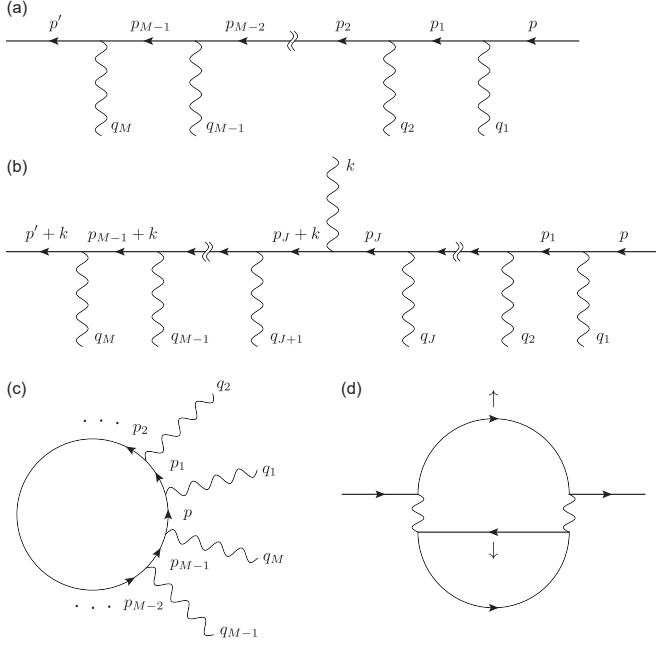 (a)
p′ p_{M−1} p_{M−2} p_2 p_1 p
q_M q_{M−1} q_2 q_1
(b)
k
p′ + k p_{M−1} + k p_J + k p_J p_1 p
q_M q_{M−1} q_{J+1} q_J q_2 q_1
(c)
q_2
· · · p_2
p_1 q_1
p
q_M
p_{M−1}
· · · p_{M−2}
q_{M−1}
(d)
↑
↓